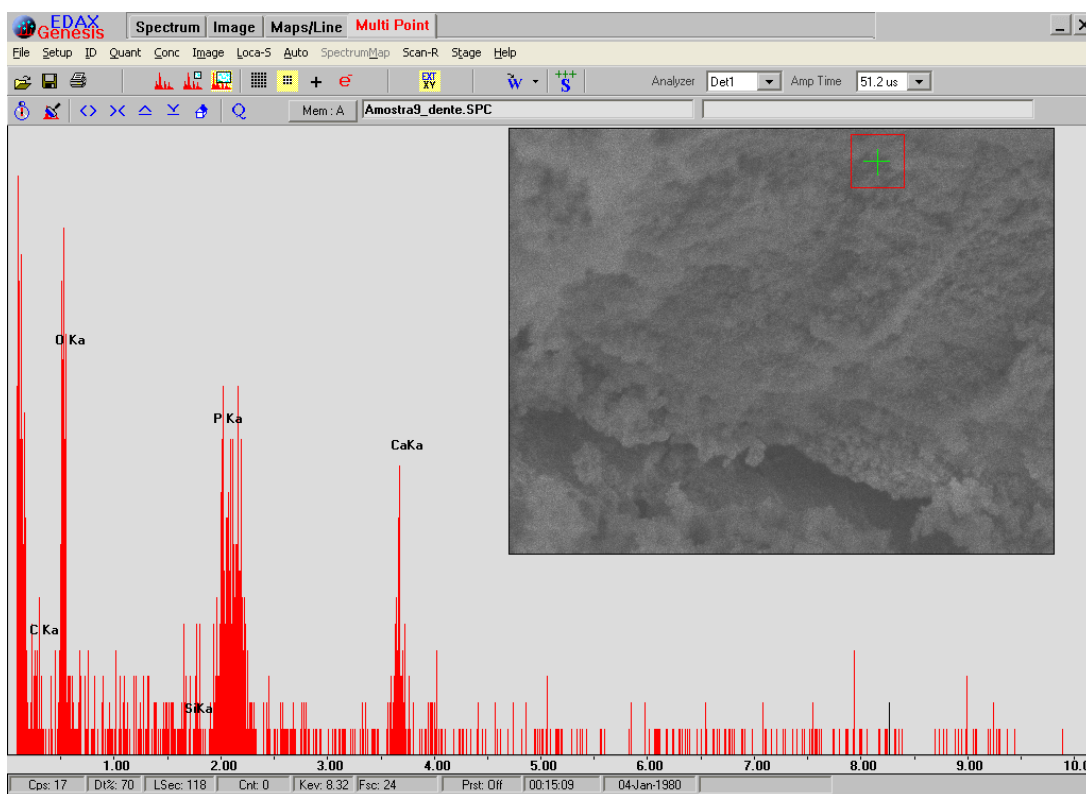 EDAX Genesis Spectrum Image Maps/Line Multi Point
File Setup ID Quant Conc Image Loca-S Auto SpectrumMap Scan-R Stage Help
EXT XY W S Analyzer Det1 Amp Time 51.2 us
Q Mem : A Amostra9_dente.SPC
O Ka
P Ka
CaKa
C Ka
SiKa
1.00 2.00 3.00 4.00 5.00 6.00 7.00 8.00 9.00 10.0
Cps: 17 Dt%: 70 LSec: 118 Cnt: 0 Kev: 8.32 Fsc: 24 Prst: Off 00:15:09 04-Jan-1980